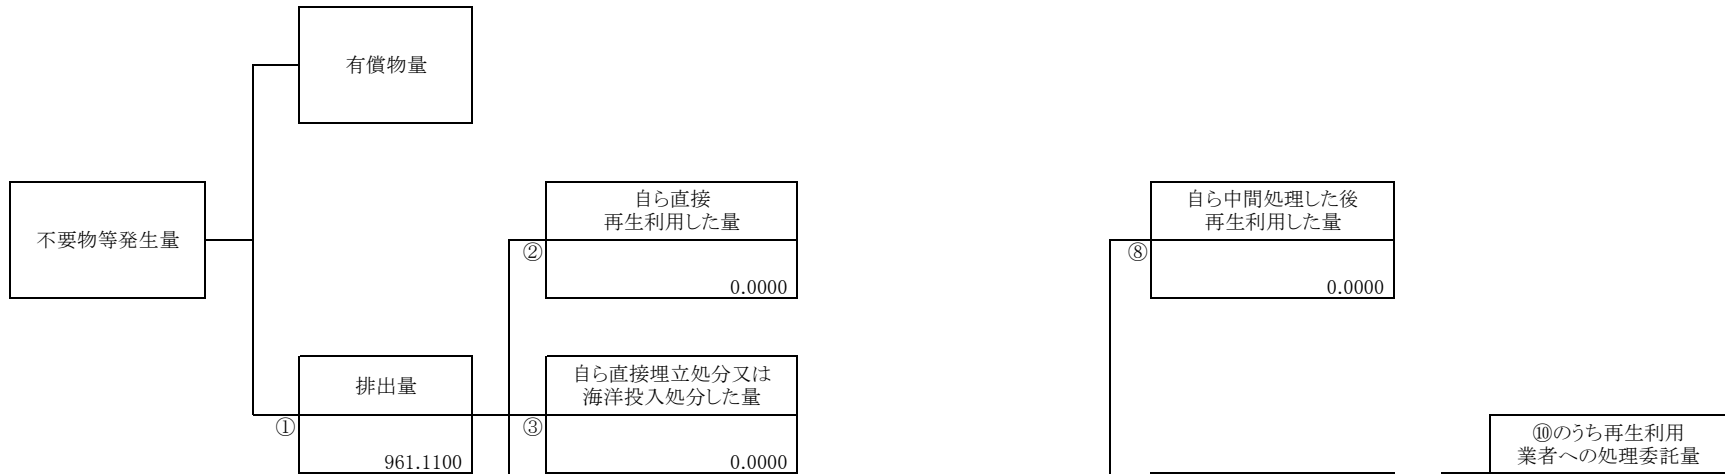 有償物量
不要物等発生量
自ら直接
再生利用した量
②
0.0000
自ら中間処理した後
再生利用した量
⑧
0.0000
排出量
①
961.1100
自ら直接埋立処分又は
海洋投入処分した量
③
0.0000
⑩のうち再生利用
業者への処理委託量